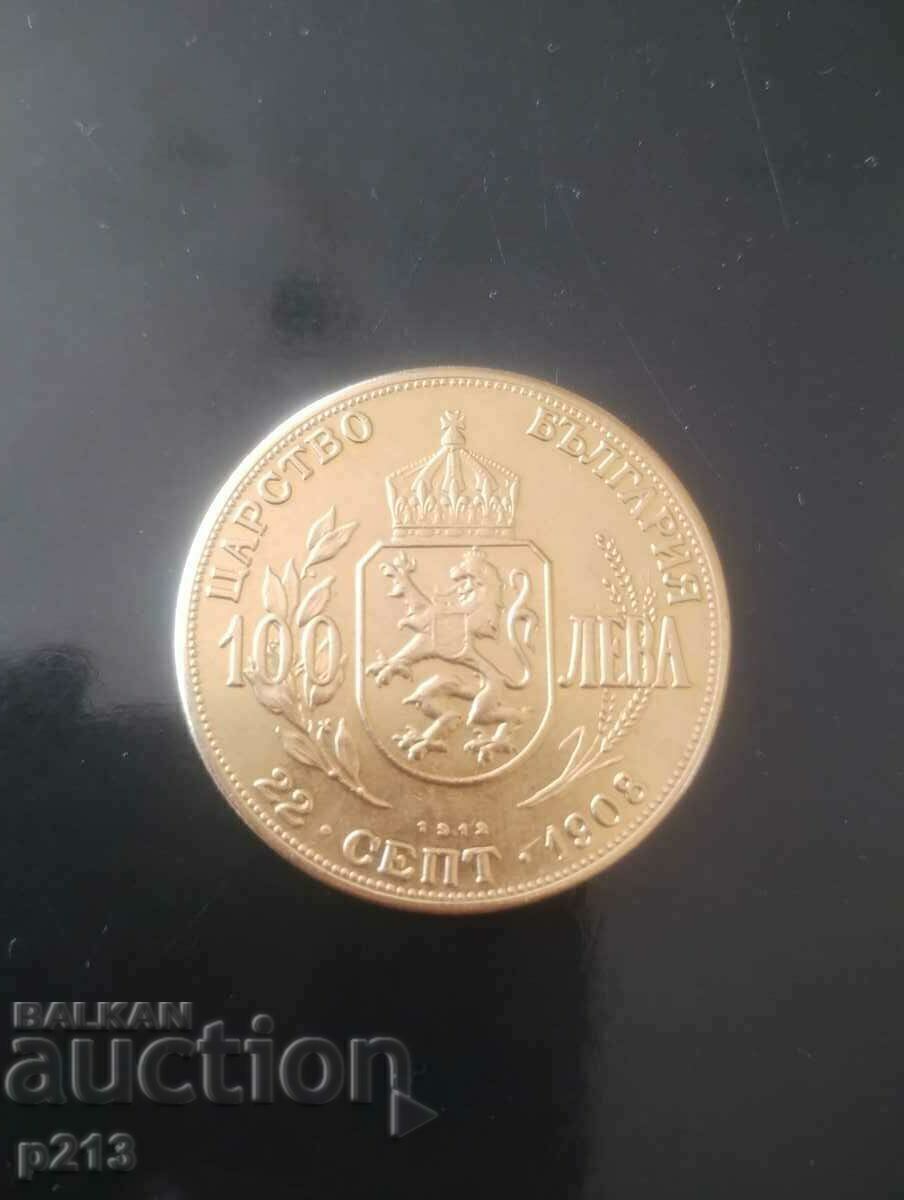 ЦАРСТВО БЪЛГАРИЯ
100 ЛЕВА
1912
22 · СЕПТ · 1908
BALKAN
auction
p213